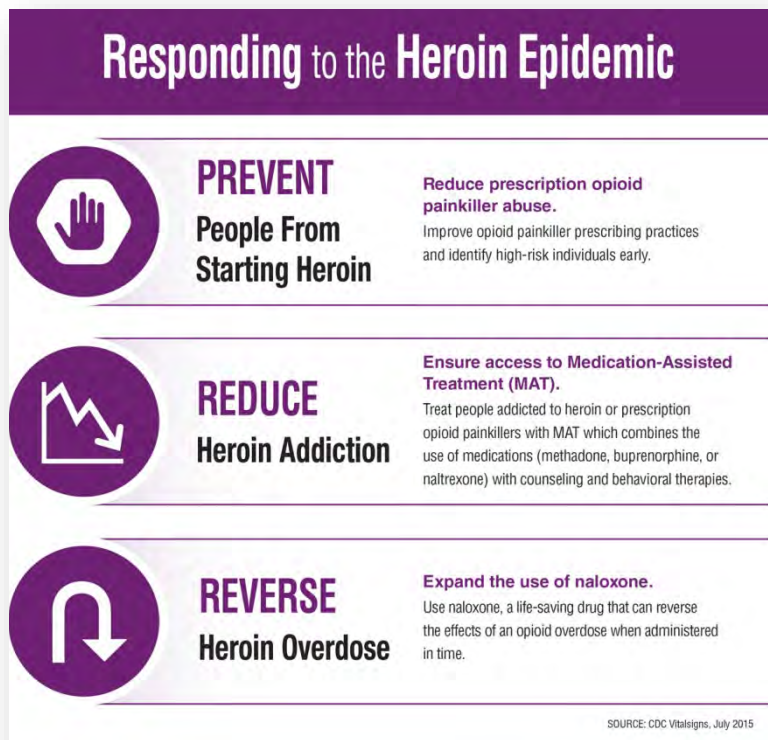 Responding to the Heroin Epidemic
PREVENT
People From
Starting Heroin
Reduce prescription opioid
painkiller abuse.
Improve opioid painkiller prescribing practices
and identify high-risk individuals early.
REDUCE
Heroin Addiction
Ensure access to Medication-Assisted
Treatment (MAT).
Treat people addicted to heroin or prescription
opioid painkillers with MAT which combines the
use of medications (methadone, buprenorphine, or
naltrexone) with counseling and behavioral therapies.
REVERSE
Heroin Overdose
Expand the use of naloxone.
Use naloxone, a life-saving drug that can reverse
the effects of an opioid overdose when administered
in time.
SOURCE: CDC Vitalsigns, July 2015